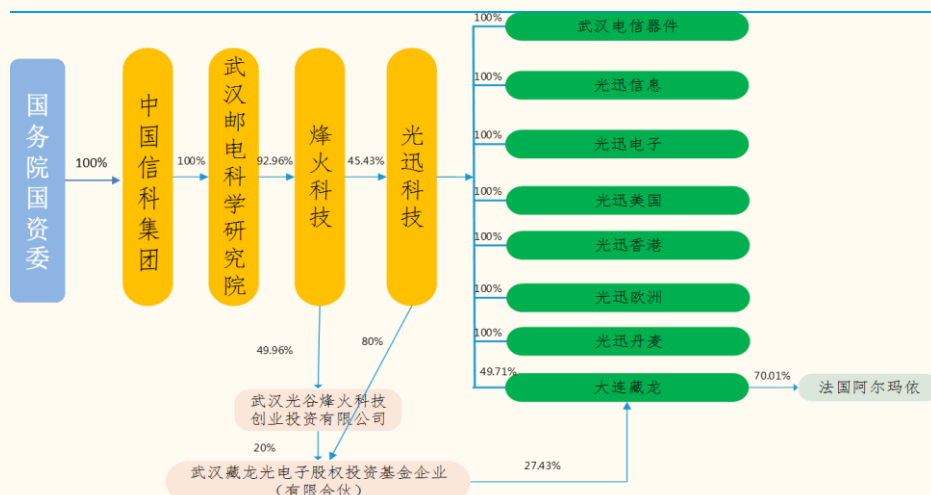 国务院国资委
100%
中国信科集团
100%
武汉邮电科学研究院
92.96%
烽火科技
45.43%
光迅科技
100%
武汉电信器件
100%
光迅信息
100%
光迅电子
100%
光迅美国
100%
光迅香港
100%
光迅欧洲
100%
光迅丹麦
49.71%
大连藏龙
70.01%
法国阿尔玛依
49.96%
80%
武汉光谷烽火科技
创业投资有限公司
20%
27.43%
武汉藏龙光电子股权投资基金企业
（有限合伙）